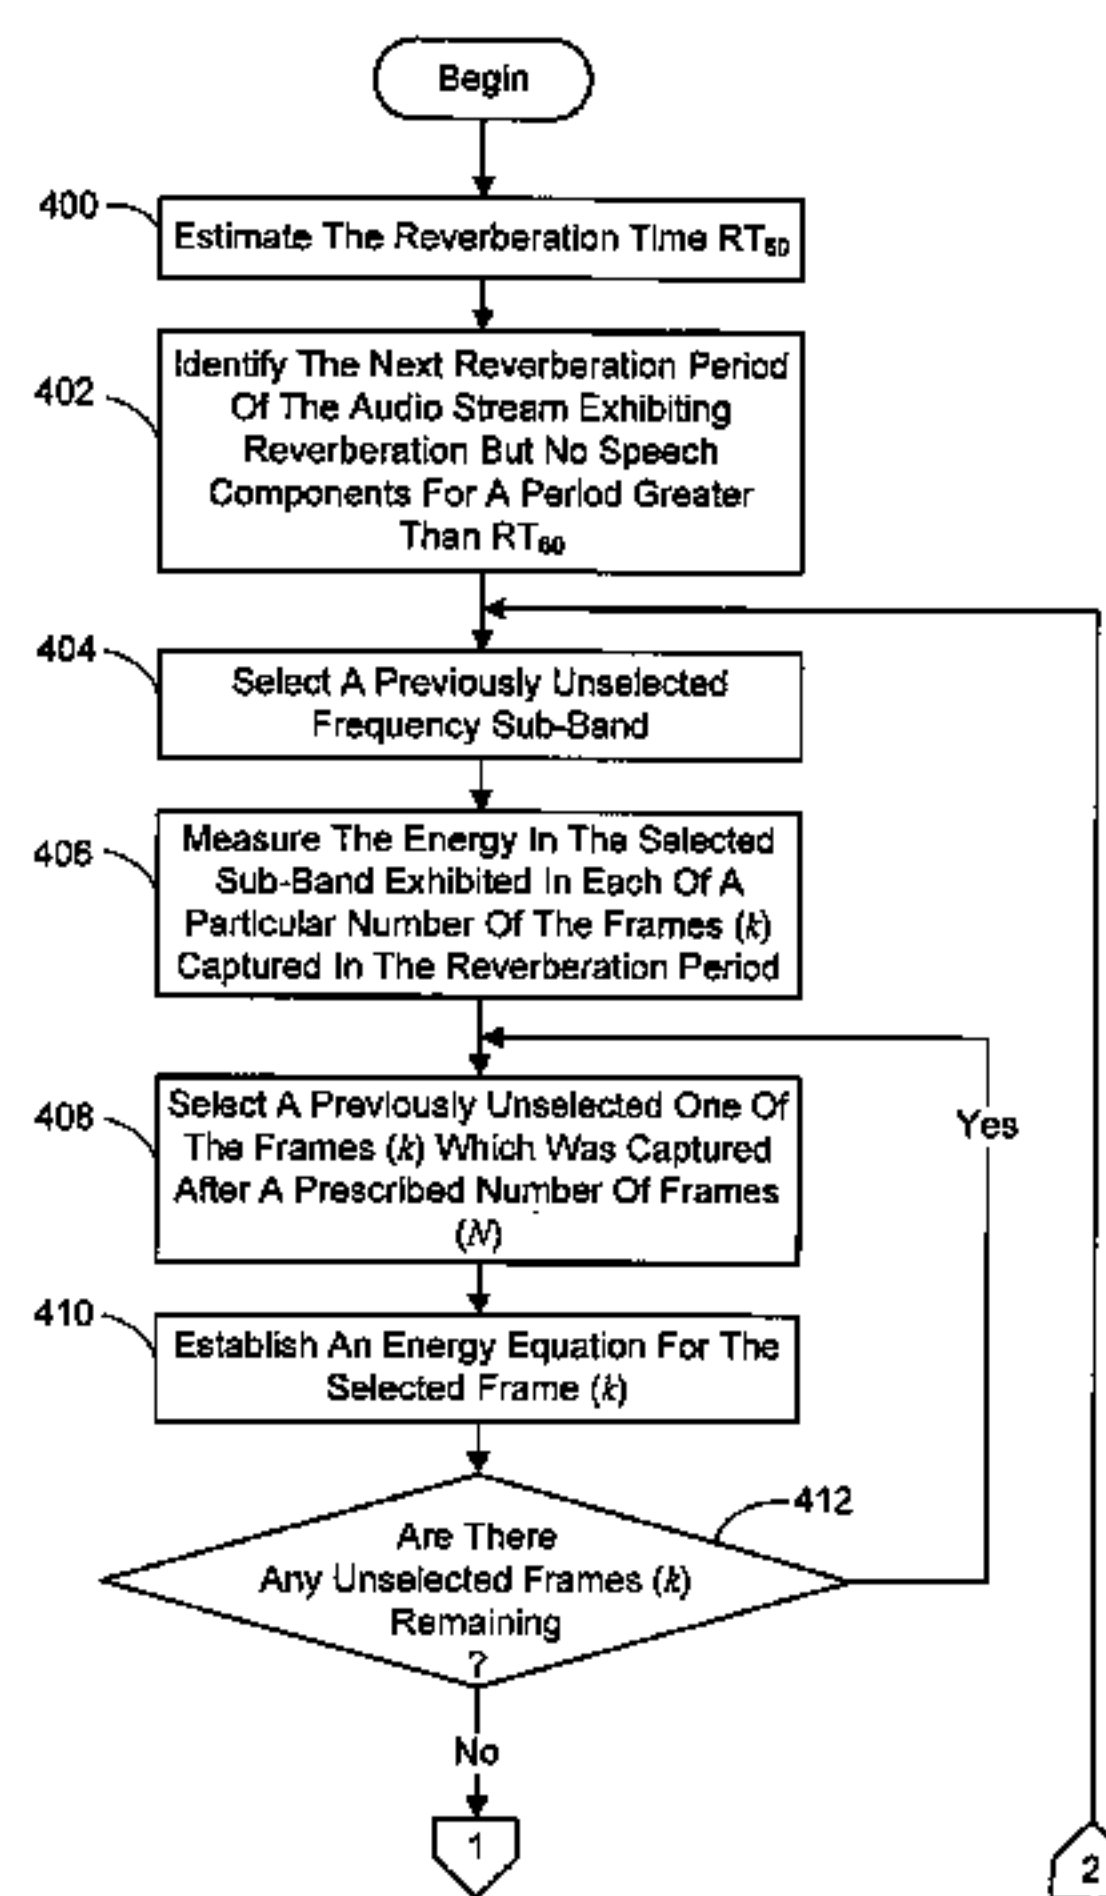 Begin
400
Estimate The Reverberation Time RT60
402
Identify The Next Reverberation Period
Of The Audio Stream Exhibiting
Reverberation But No Speech
Components For A Period Greater
Than RT60
404
Select A Previously Unselected
Frequency Sub-Band
406
Measure The Energy In The Selected
Sub-Band Exhibited In Each Of A
Particular Number Of The Frames (k)
Captured In The Reverberation Period
408
Select A Previously Unselected One Of
The Frames (k) Which Was Captured
After A Prescribed Number Of Frames
(N)
Yes
410
Establish An Energy Equation For The
Selected Frame (k)
412
Are There
Any Unselected Frames (k)
Remaining
?
No
1
2